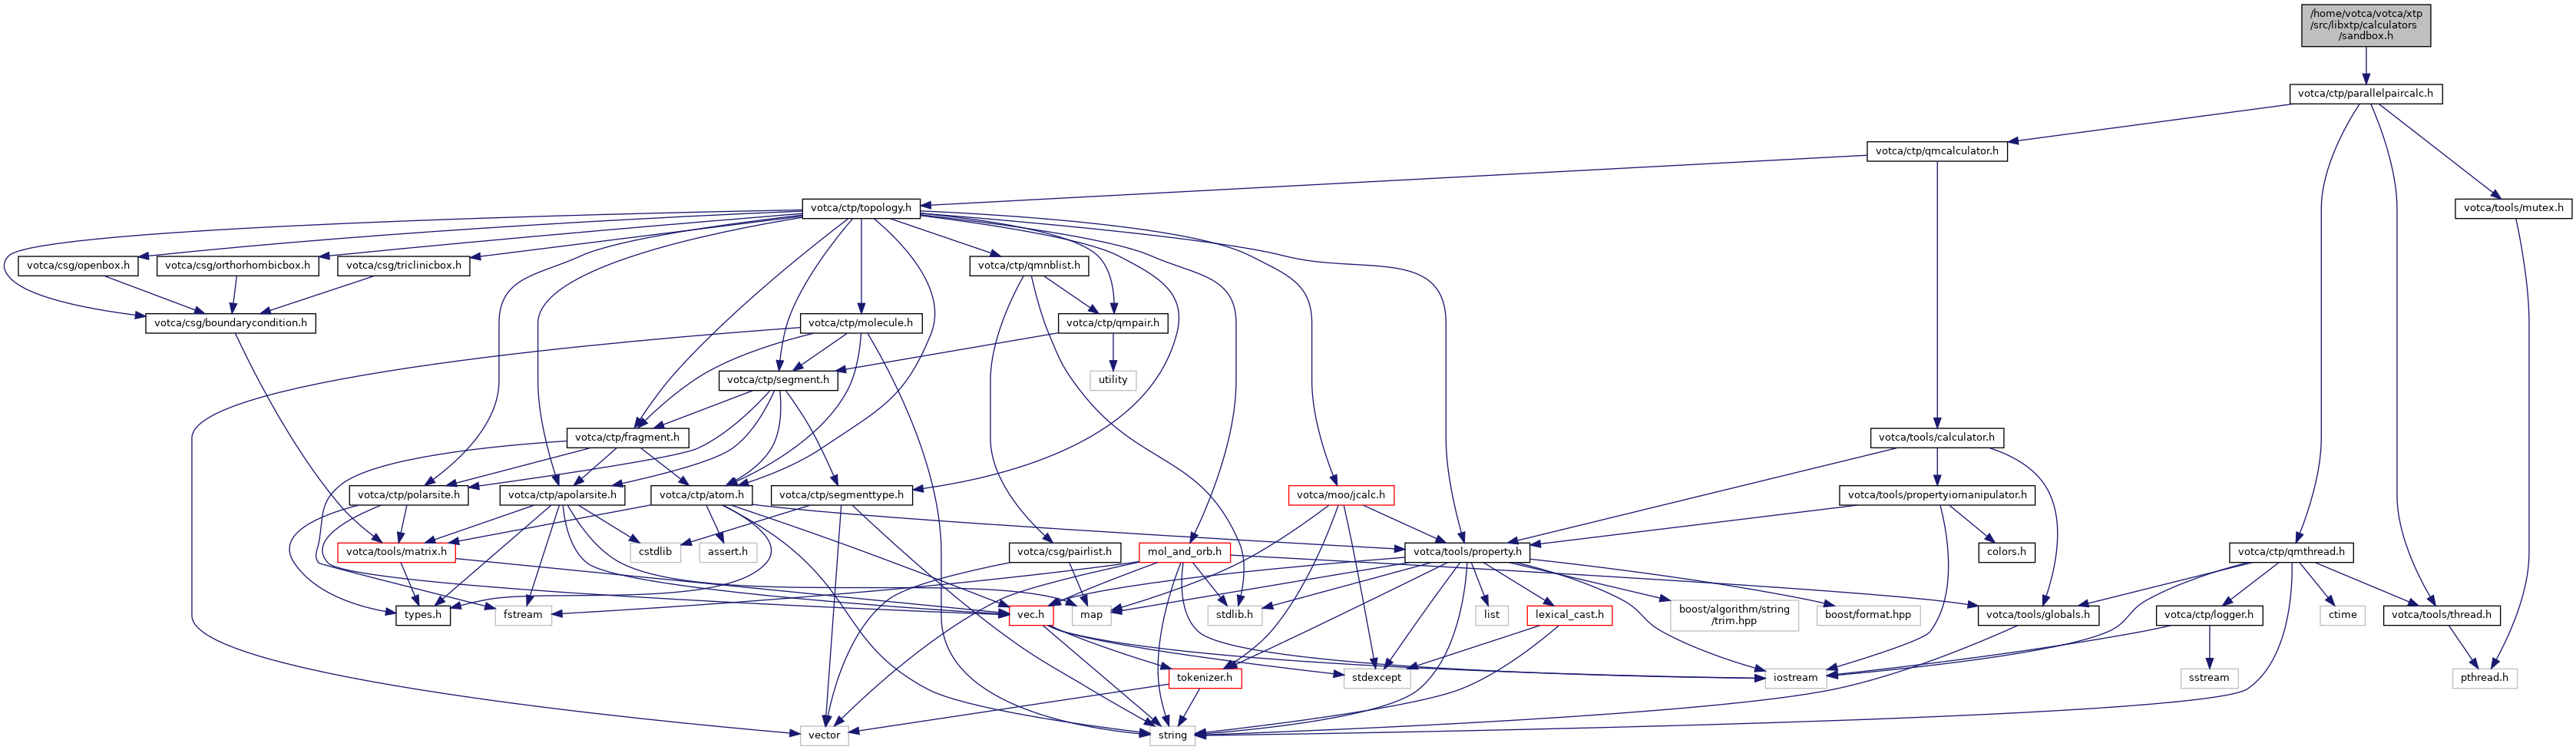 /home/votca/votca/xtp
/src/libxtp/calculators
/sandbox.h
votca/ctp/parallelpaircalc.h
votca/ctp/qmcalculator.h
votca/ctp/topology.h
votca/tools/mutex.h
votca/csg/openbox.h
votca/csg/orthorhombicbox.h
votca/csg/triclinicbox.h
votca/ctp/qmnblist.h
votca/csg/boundarycondition.h
votca/ctp/molecule.h
votca/ctp/qmpair.h
votca/ctp/segment.h
utility
votca/ctp/fragment.h
votca/tools/calculator.h
votca/ctp/polarsite.h
votca/ctp/apolarsite.h
votca/ctp/atom.h
votca/ctp/segmenttype.h
votca/moo/jcalc.h
votca/tools/propertyiomanipulator.h
votca/tools/matrix.h
cstdlib
assert.h
votca/csg/pairlist.h
mol_and_orb.h
votca/tools/property.h
colors.h
votca/ctp/qmthread.h
types.h
fstream
vec.h
map
stdlib.h
list
lexical_cast.h
boost/algorithm/string
/trim.hpp
boost/format.hpp
votca/tools/globals.h
votca/ctp/logger.h
ctime
votca/tools/thread.h
tokenizer.h
stdexcept
iostream
sstream
pthread.h
vector
string